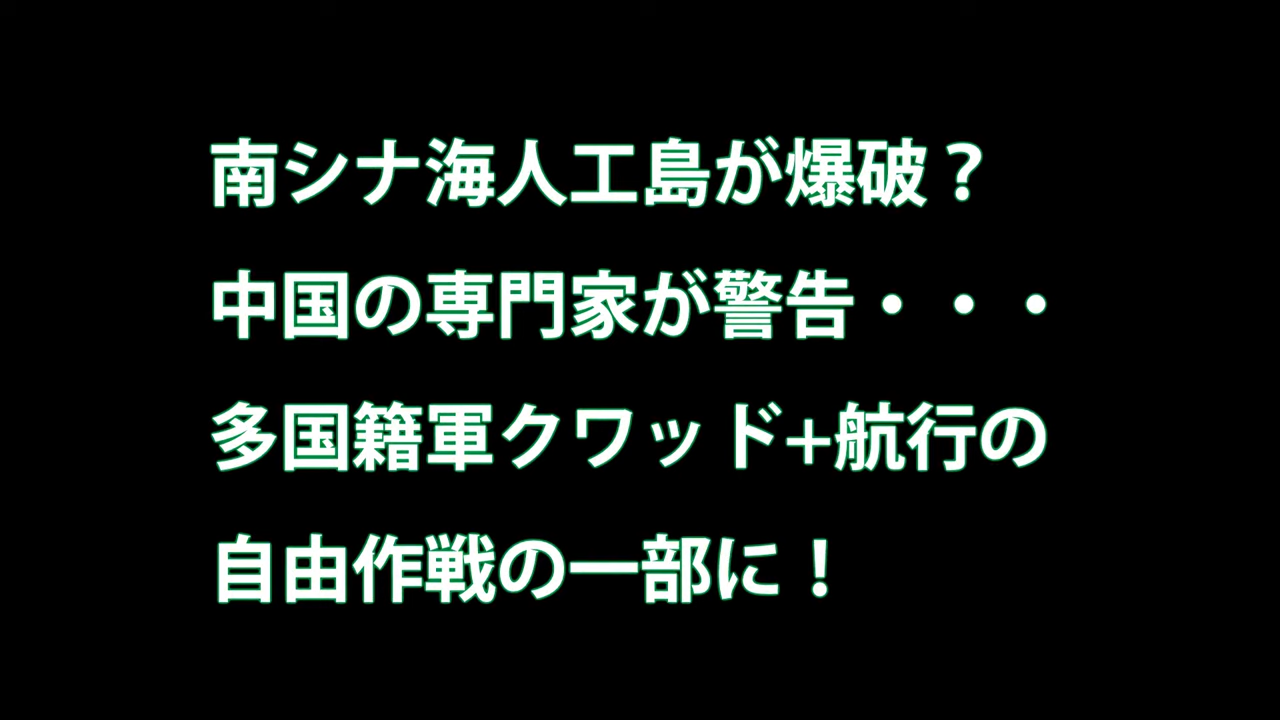 南シナ海人工島が爆破？
中国の専門家が警告・・・
多国籍軍クワッド+航行の
自由作戦の一部に！